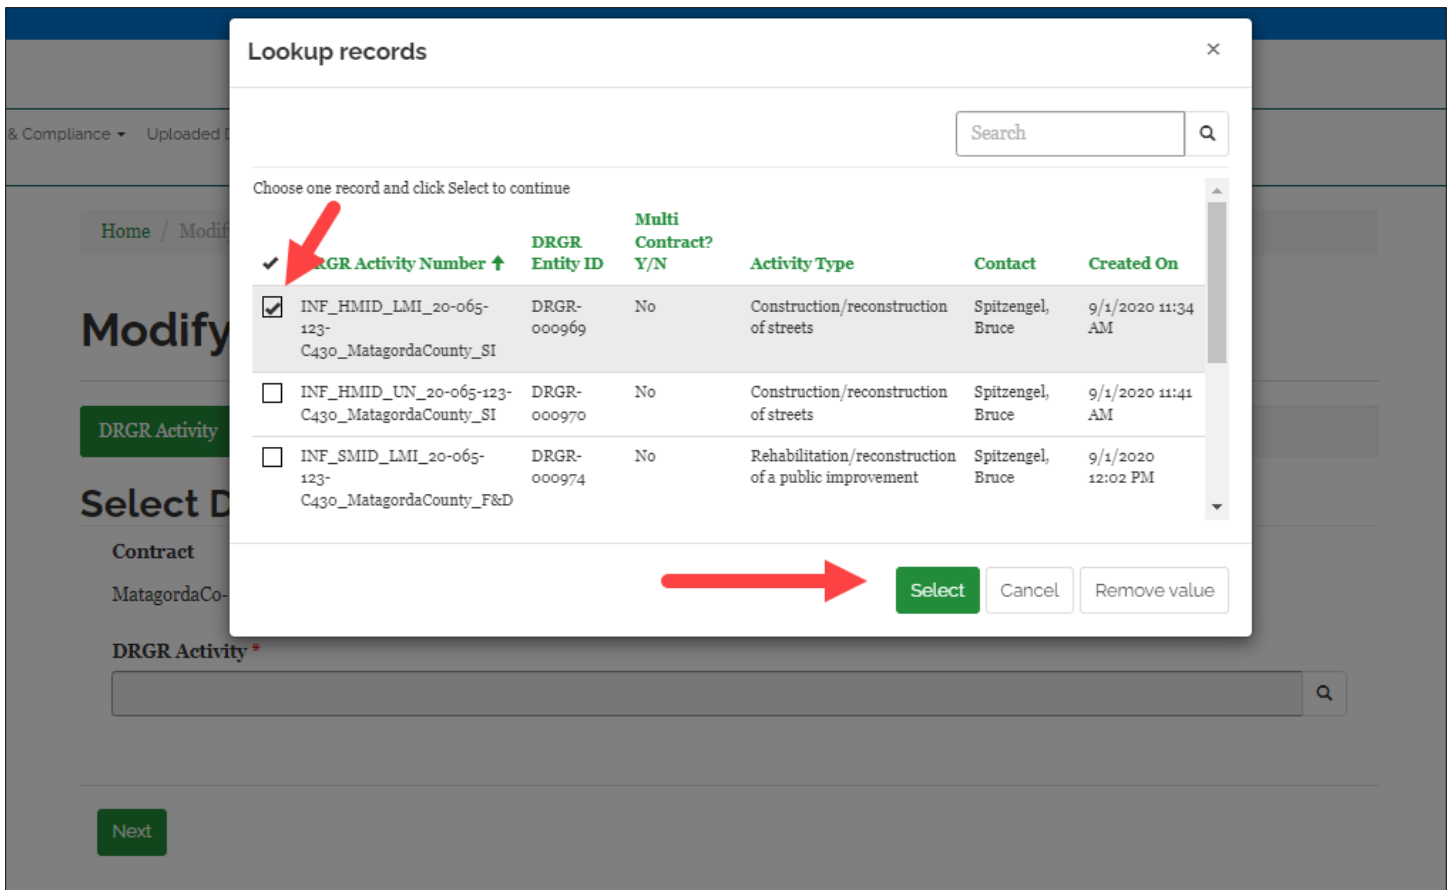 Lookup records
×
Search
& Compliance Uploaded
Choose one record and click Select to continue
Home / Modif
Multi
DRGR Contract?
GR Activity Number Entity ID Y/N Activity Type Contact Created On
INF_HMID_LMI_20-065- DRGR- No Construction/reconstruction Spitzengel, 9/1/2020 11:34
123- 000969 of streets Bruce AM
C430_MatagordaCounty_SI
Modify
INF_HMID_UN_20-065-123- DRGR- No Construction/reconstruction Spitzengel, 9/1/2020 11:41
C430_MatagordaCounty_SI 000970 of streets Bruce AM
DRGR Activity
INF_SMID_LMI_20-065- DRGR- No Rehabilitation/reconstruction Spitzengel, 9/1/2020
123- 000974 of a public improvement Bruce 12:02 PM
C430_MatagordaCounty_F&D
Select D
Contract
MatagordaCo-
Select Cancel Remove value
DRGR Activity *
Next